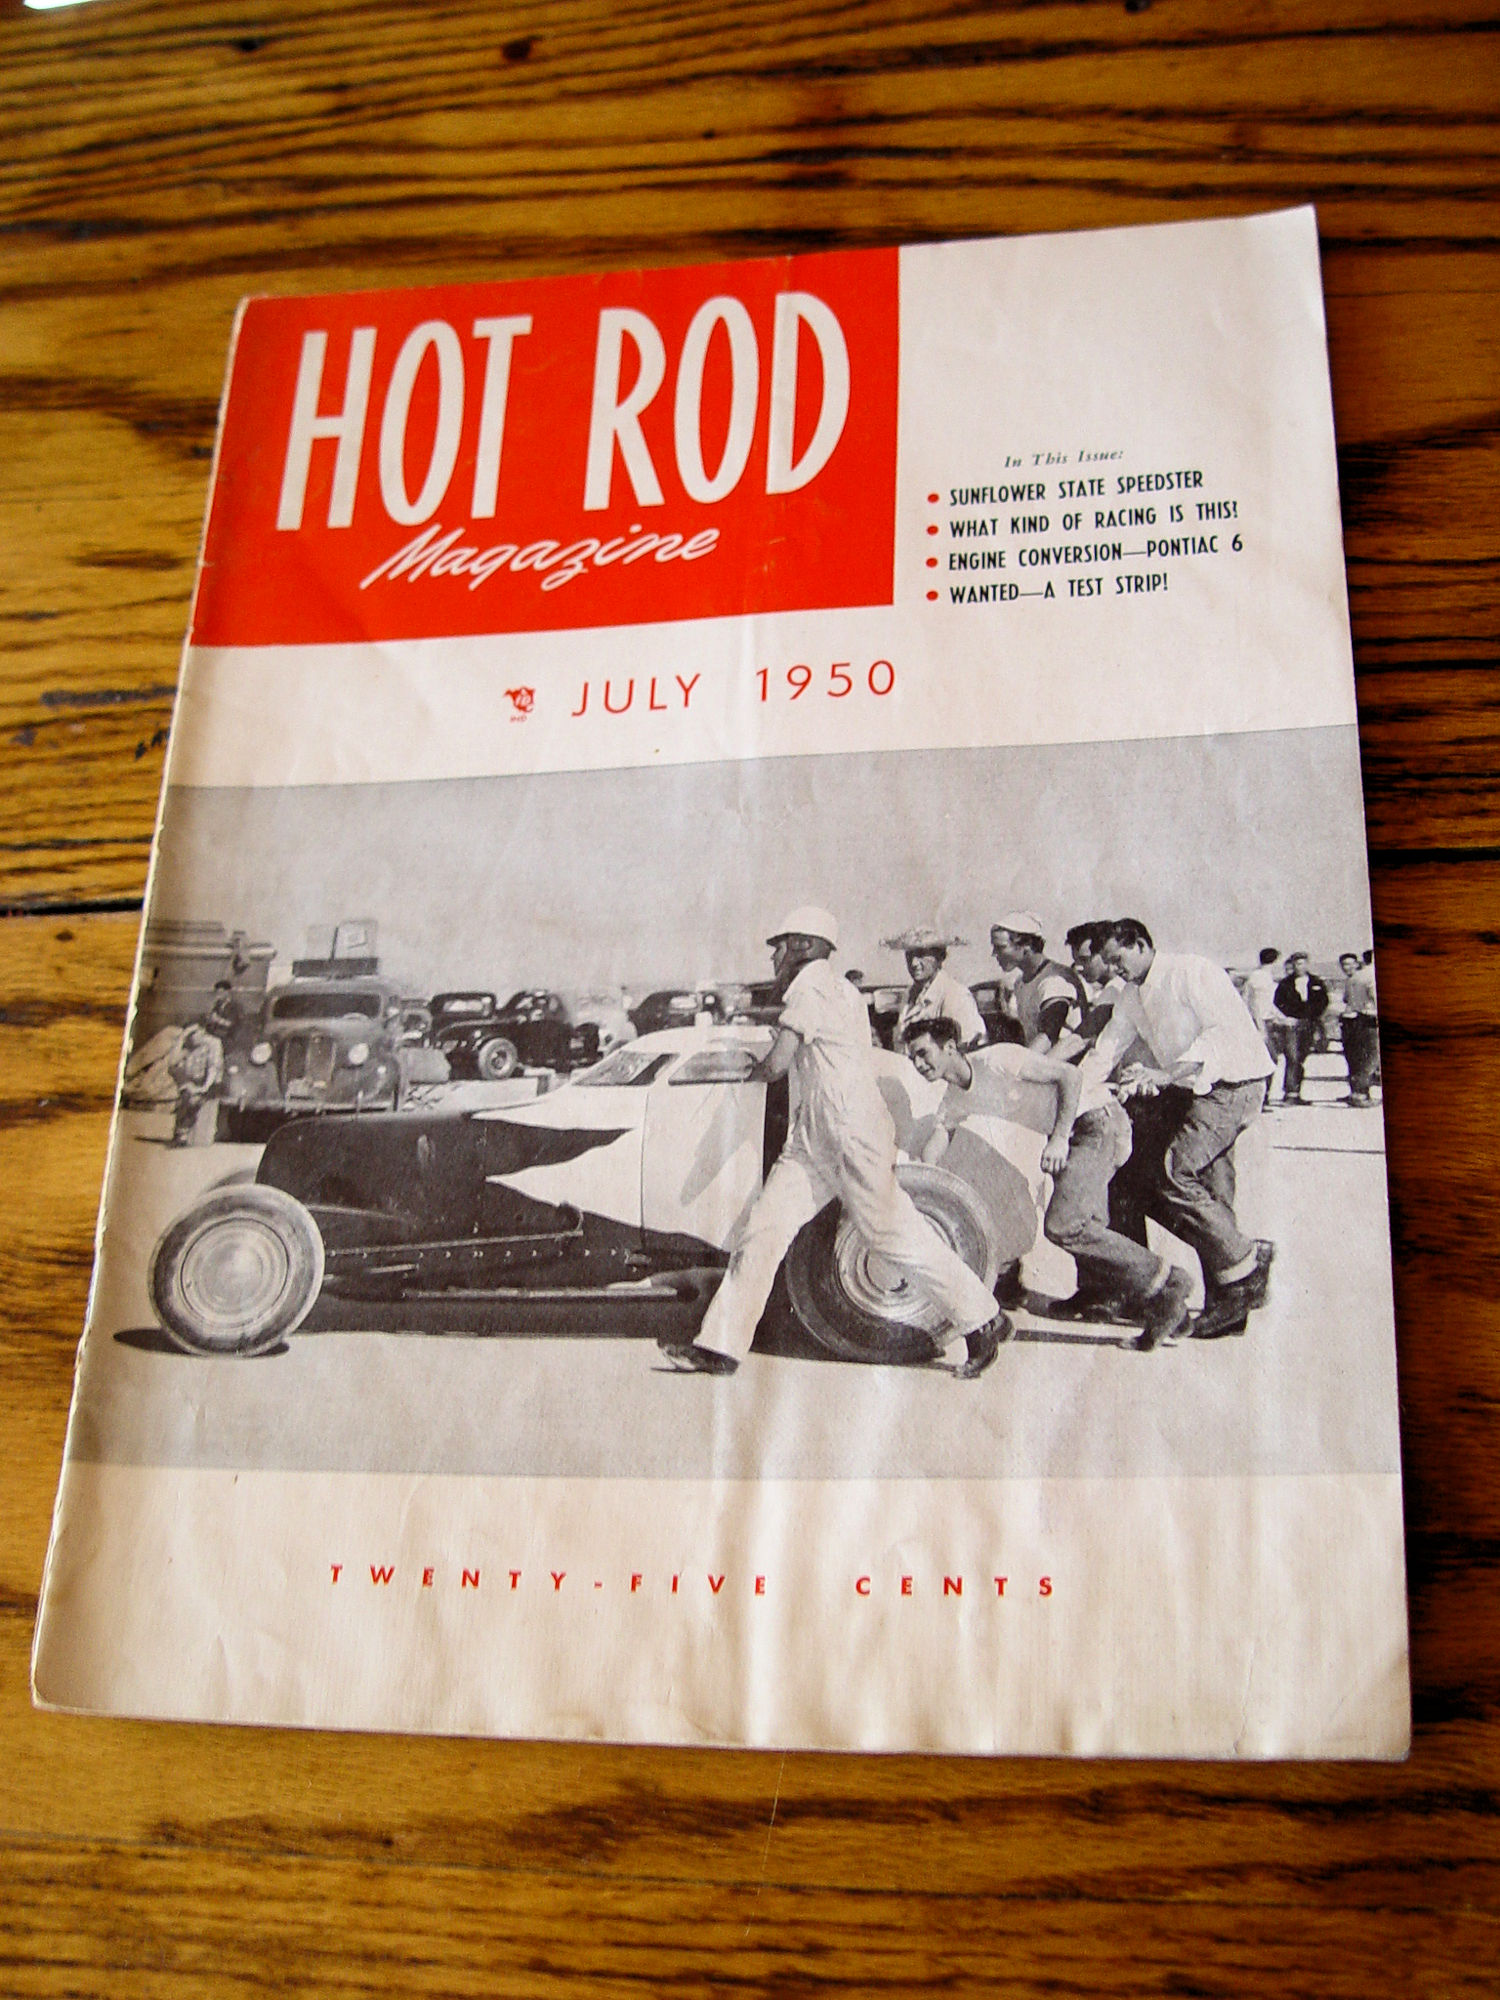 HOT ROD
Magazine
In This Issue:
• SUNFLOWER STATE SPEEDSTER
• WHAT KIND OF RACING IS THIS?
• ENGINE CONVERSION—PONTIAC 6
• WANTED—A TEST STRIP!
IND
JULY 1950
TWENTY-FIVE CENTS